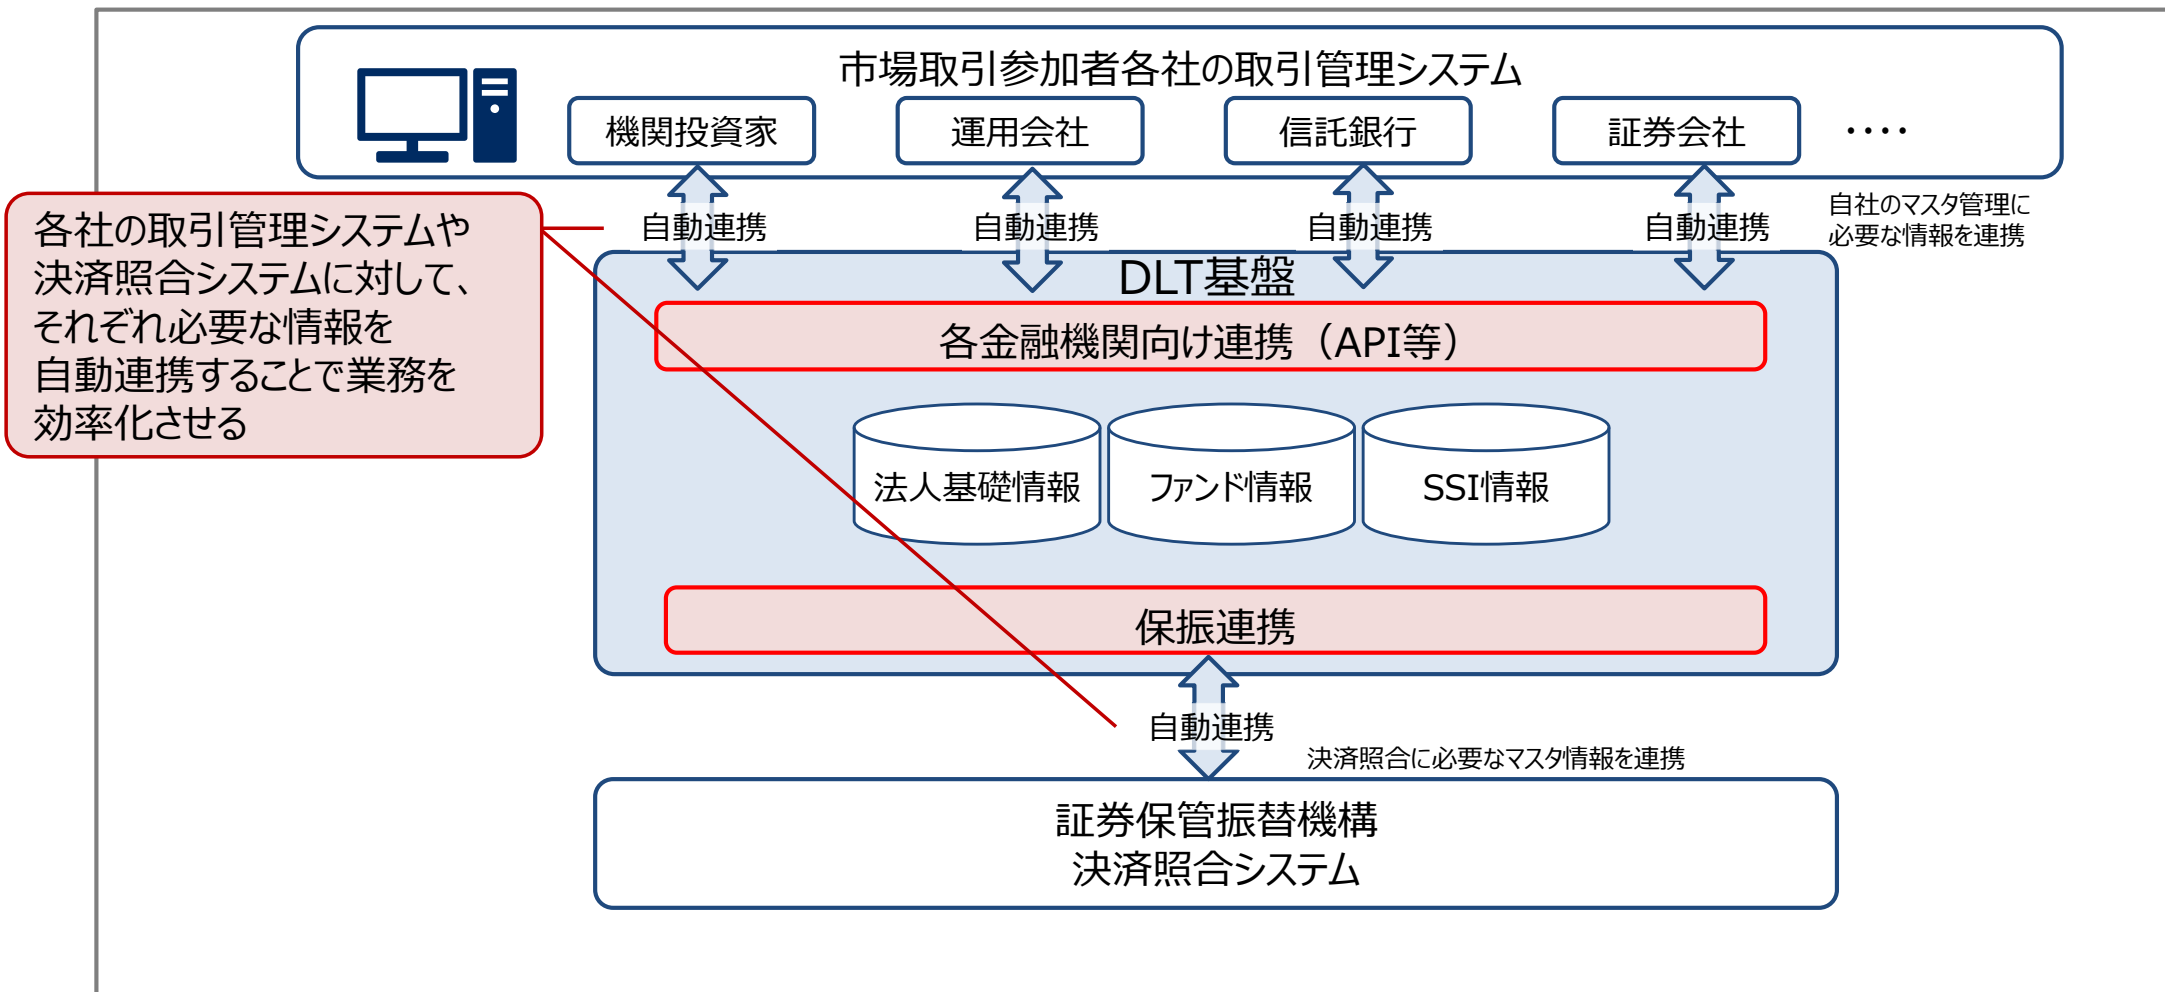 市場取引参加者各社の取引管理システム
機関投資家
運用会社
信託銀行
証券会社
・・・・
各社の取引管理システムや
決済照合システムに対して、
それぞれ必要な情報を
自動連携することで業務を
効率化させる
自動連携
自動連携
自動連携
自動連携
自社のマスタ管理に
必要な情報を連携
DLT基盤
各金融機関向け連携（API等）
法人基礎情報
ファンド情報
SSI情報
保振連携
自動連携
決済照合に必要なマスタ情報を連携
証券保管振替機構
決済照合システム